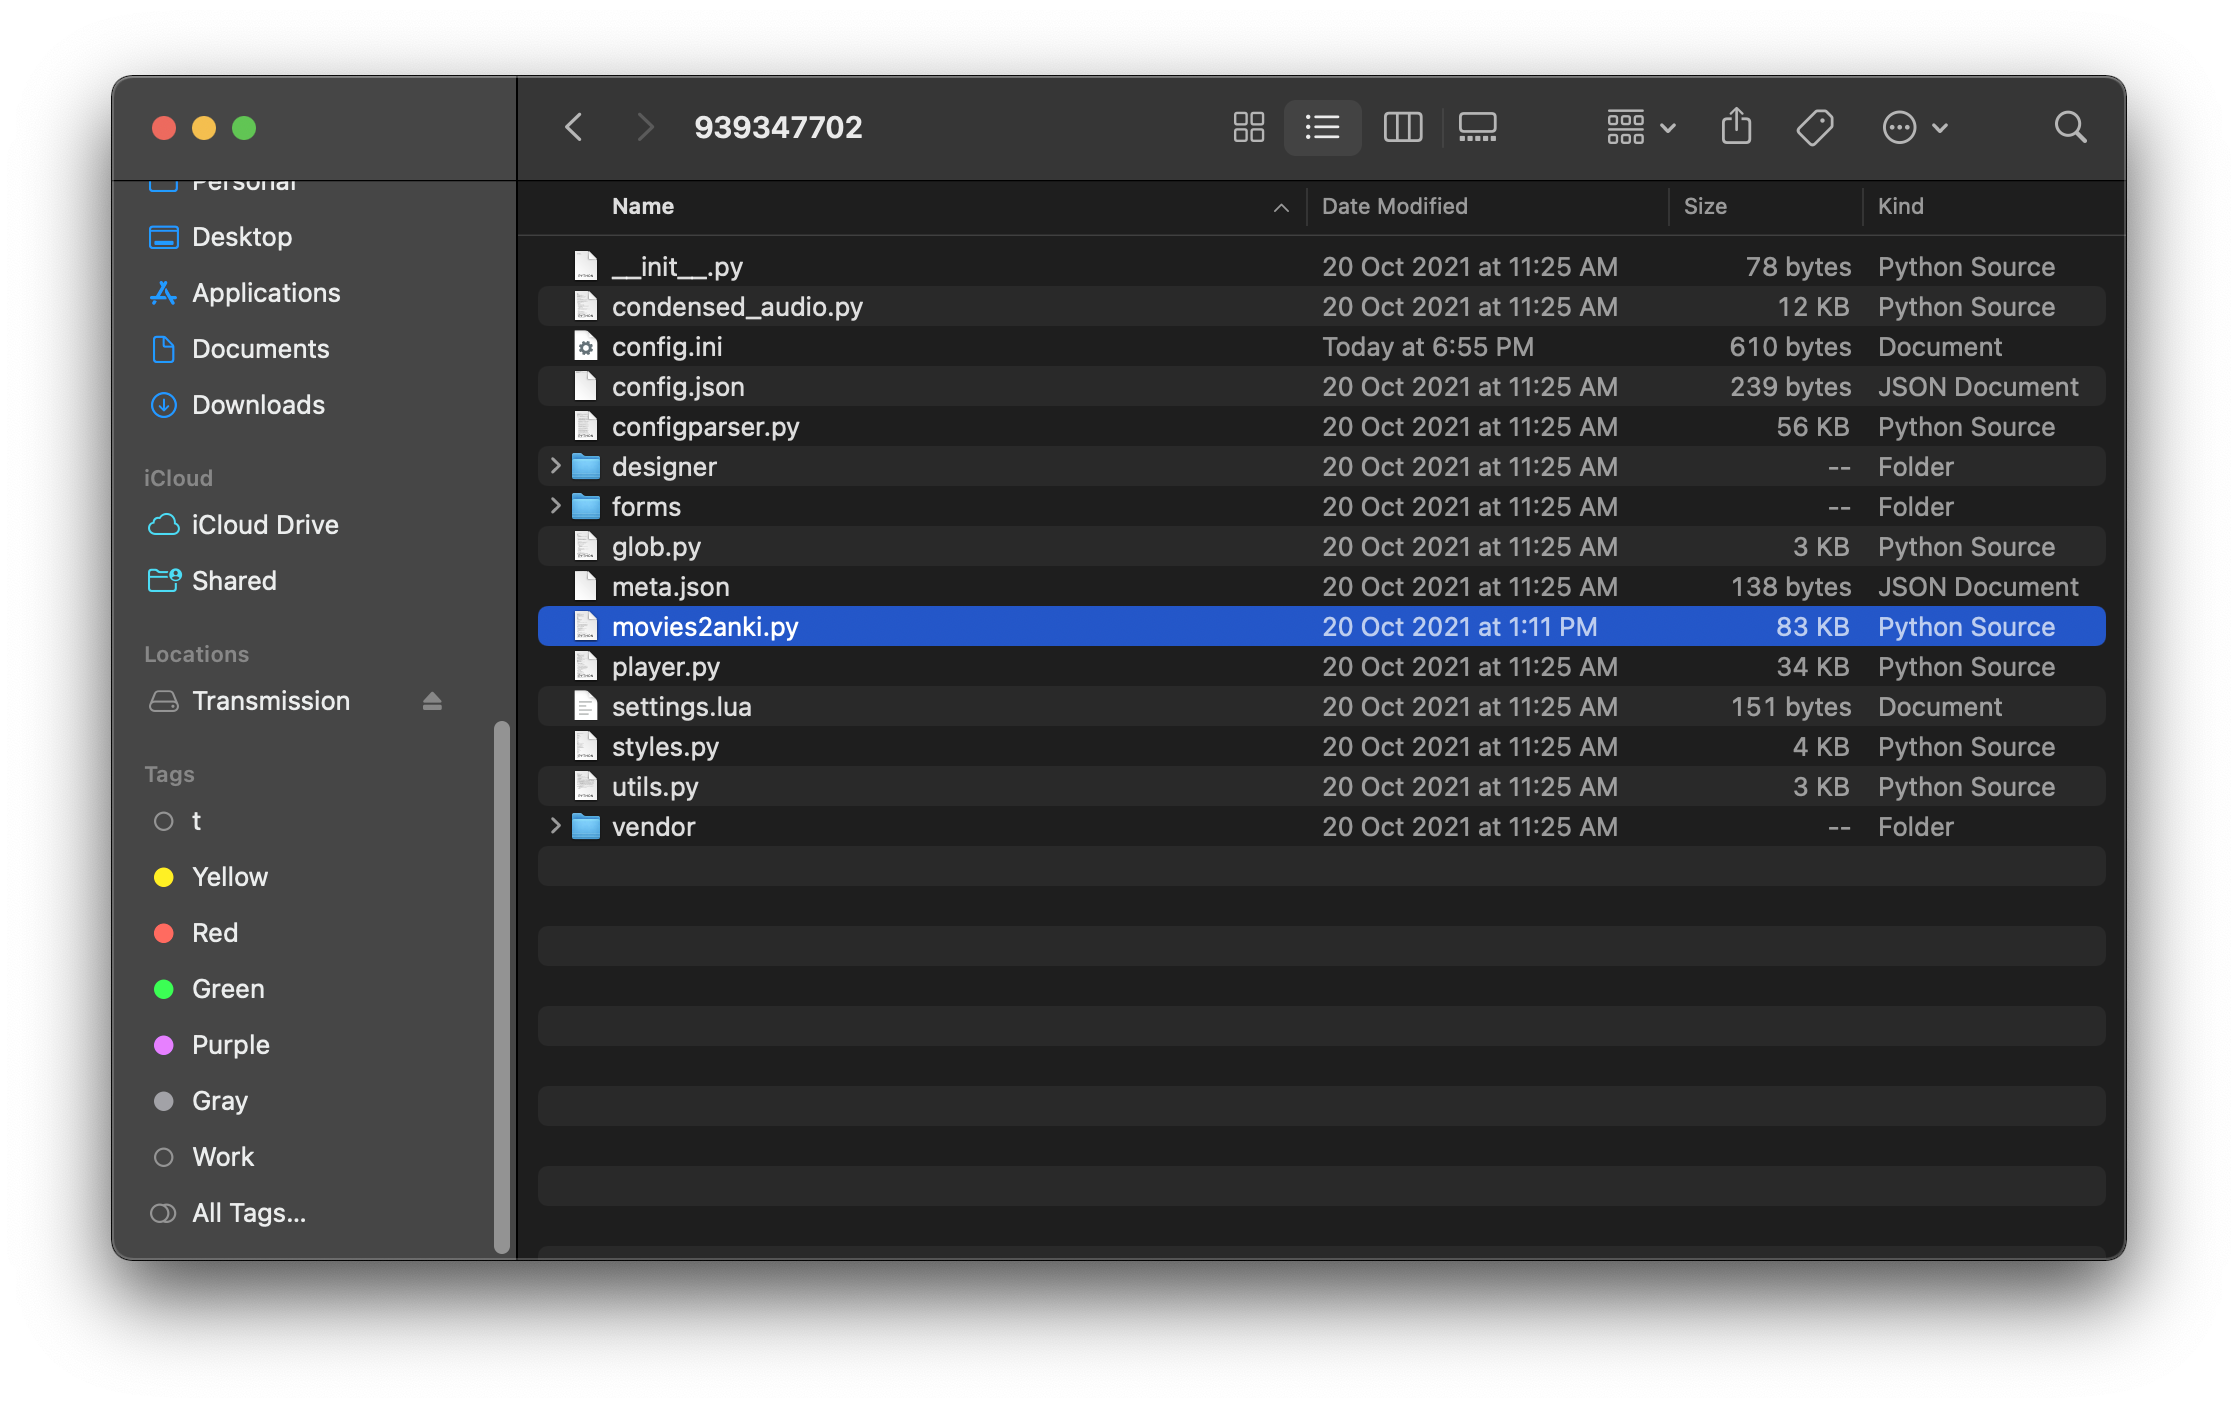 939347702
Personal
Desktop
Applications
Documents
Downloads
iCloud
iCloud Drive
Shared
Locations
Transmission
Tags
t
Yellow
Red
Green
Purple
Gray
Work
All Tags...
Name Date Modified Size Kind
__init__.py 20 Oct 2021 at 11:25 AM 78 bytes Python Source
condensed_audio.py 20 Oct 2021 at 11:25 AM 12 KB Python Source
config.ini Today at 6:55 PM 610 bytes Document
config.json 20 Oct 2021 at 11:25 AM 239 bytes JSON Document
configparser.py 20 Oct 2021 at 11:25 AM 56 KB Python Source
designer 20 Oct 2021 at 11:25 AM -- Folder
forms 20 Oct 2021 at 11:25 AM -- Folder
glob.py 20 Oct 2021 at 11:25 AM 3 KB Python Source
meta.json 20 Oct 2021 at 11:25 AM 138 bytes JSON Document
movies2anki.py 20 Oct 2021 at 1:11 PM 83 KB Python Source
player.py 20 Oct 2021 at 11:25 AM 34 KB Python Source
settings.lua 20 Oct 2021 at 11:25 AM 151 bytes Document
styles.py 20 Oct 2021 at 11:25 AM 4 KB Python Source
utils.py 20 Oct 2021 at 11:25 AM 3 KB Python Source
vendor 20 Oct 2021 at 11:25 AM -- Folder